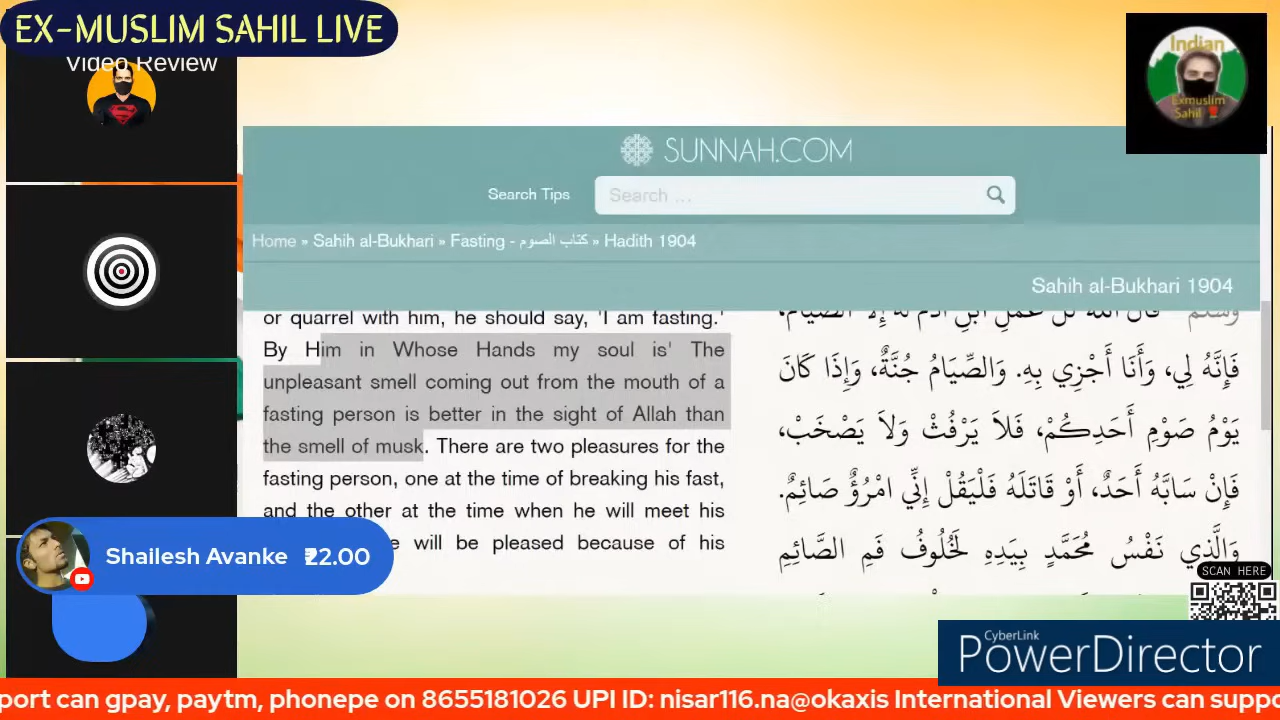 EX-MUSLIM SAHIL LIVE
Video Review
Indian
Exmuslim
Sahil
SUNNAH.COM
Search Tips
Search ...
Home » Sahih al-Bukhari » Fasting - كتاب الصوم » Hadith 1904
Sahih al-Bukhari 1904
or quarrel with him, he should say, 'I am fasting.'
By Him in Whose Hands my soul is' The
unpleasant smell coming out from the mouth of a
fasting person is better in the sight of Allah than
the smell of musk. There are two pleasures for the
fasting person, one at the time of breaking his fast,
and the other at the time when he will meet his
will be pleased because of his
فَإِنَّهُ لِي، وَأَنَا أَجْزِي بِهِ. وَالصِّيَامُ جُنَّةٌ، وَإِذَا كَانَ
يَوْمُ صَوْمِ أَحَدِكُمْ، فَلاَ يَرْفُثْ وَلاَ يَصْخَبْ،
فَإِنْ سَابَّهُ أَحَدٌ، أَوْ قَاتَلَهُ فَلْيَقُلْ إِنِّي امْرُؤٌ صَائِمٌ.
وَالَّذِي نَفْسُ مُحَمَّدٍ بِيَدِهِ لَخُلُوفُ فَمِ الصَّائِمِ
Shailesh Avanke ₹22.00
SCAN HERE
CyberLink
PowerDirector
port can gpay, paytm, phonepe on 8655181026 UPI ID: nisar116.na@okaxis International Viewers can suppo